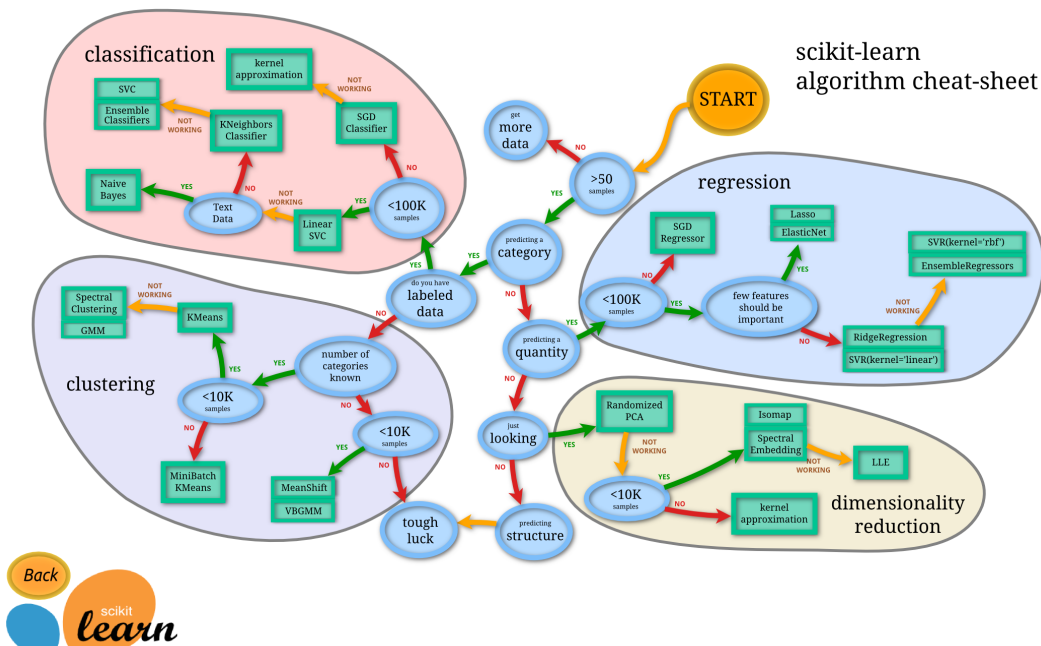 scikit-learn
algorithm cheat-sheet
START
classification
kernel
approximation
NOT
WORKING
SVC
Ensemble
Classifiers
NOT
WORKING
KNeighbors
Classifier
SGD
Classifier
Naive
Bayes
YES
Text
Data
NO
NOT
WORKING
Linear
SVC
YES
NO
<100K
samples
get
more
data
NO
>50
samples
YES
predicting a
category
YES
YES
do you have
labeled
data
NO
NO
regression
SGD
Regressor
NO
<100K
samples
YES
Lasso
ElasticNet
YES
few features
should be
important
NO
SVR(kernel='rbf')
EnsembleRegressors
NOT
WORKING
RidgeRegression
SVR(kernel='linear')
predicting a
quantity
YES
NO
clustering
Spectral
Clustering
GMM
NOT
WORKING
KMeans
YES
<10K
samples
YES
NO
number of
categories
known
NO
MiniBatch
KMeans
<10K
samples
YES
NO
MeanShift
VBGMM
tough
luck
just
looking
YES
NO
predicting
structure
Randomized
PCA
NOT
WORKING
<10K
samples
YES
NO
Isomap
Spectral
Embedding
NOT
WORKING
LLE
kernel
approximation
dimensionality
reduction
Back
scikit
learn